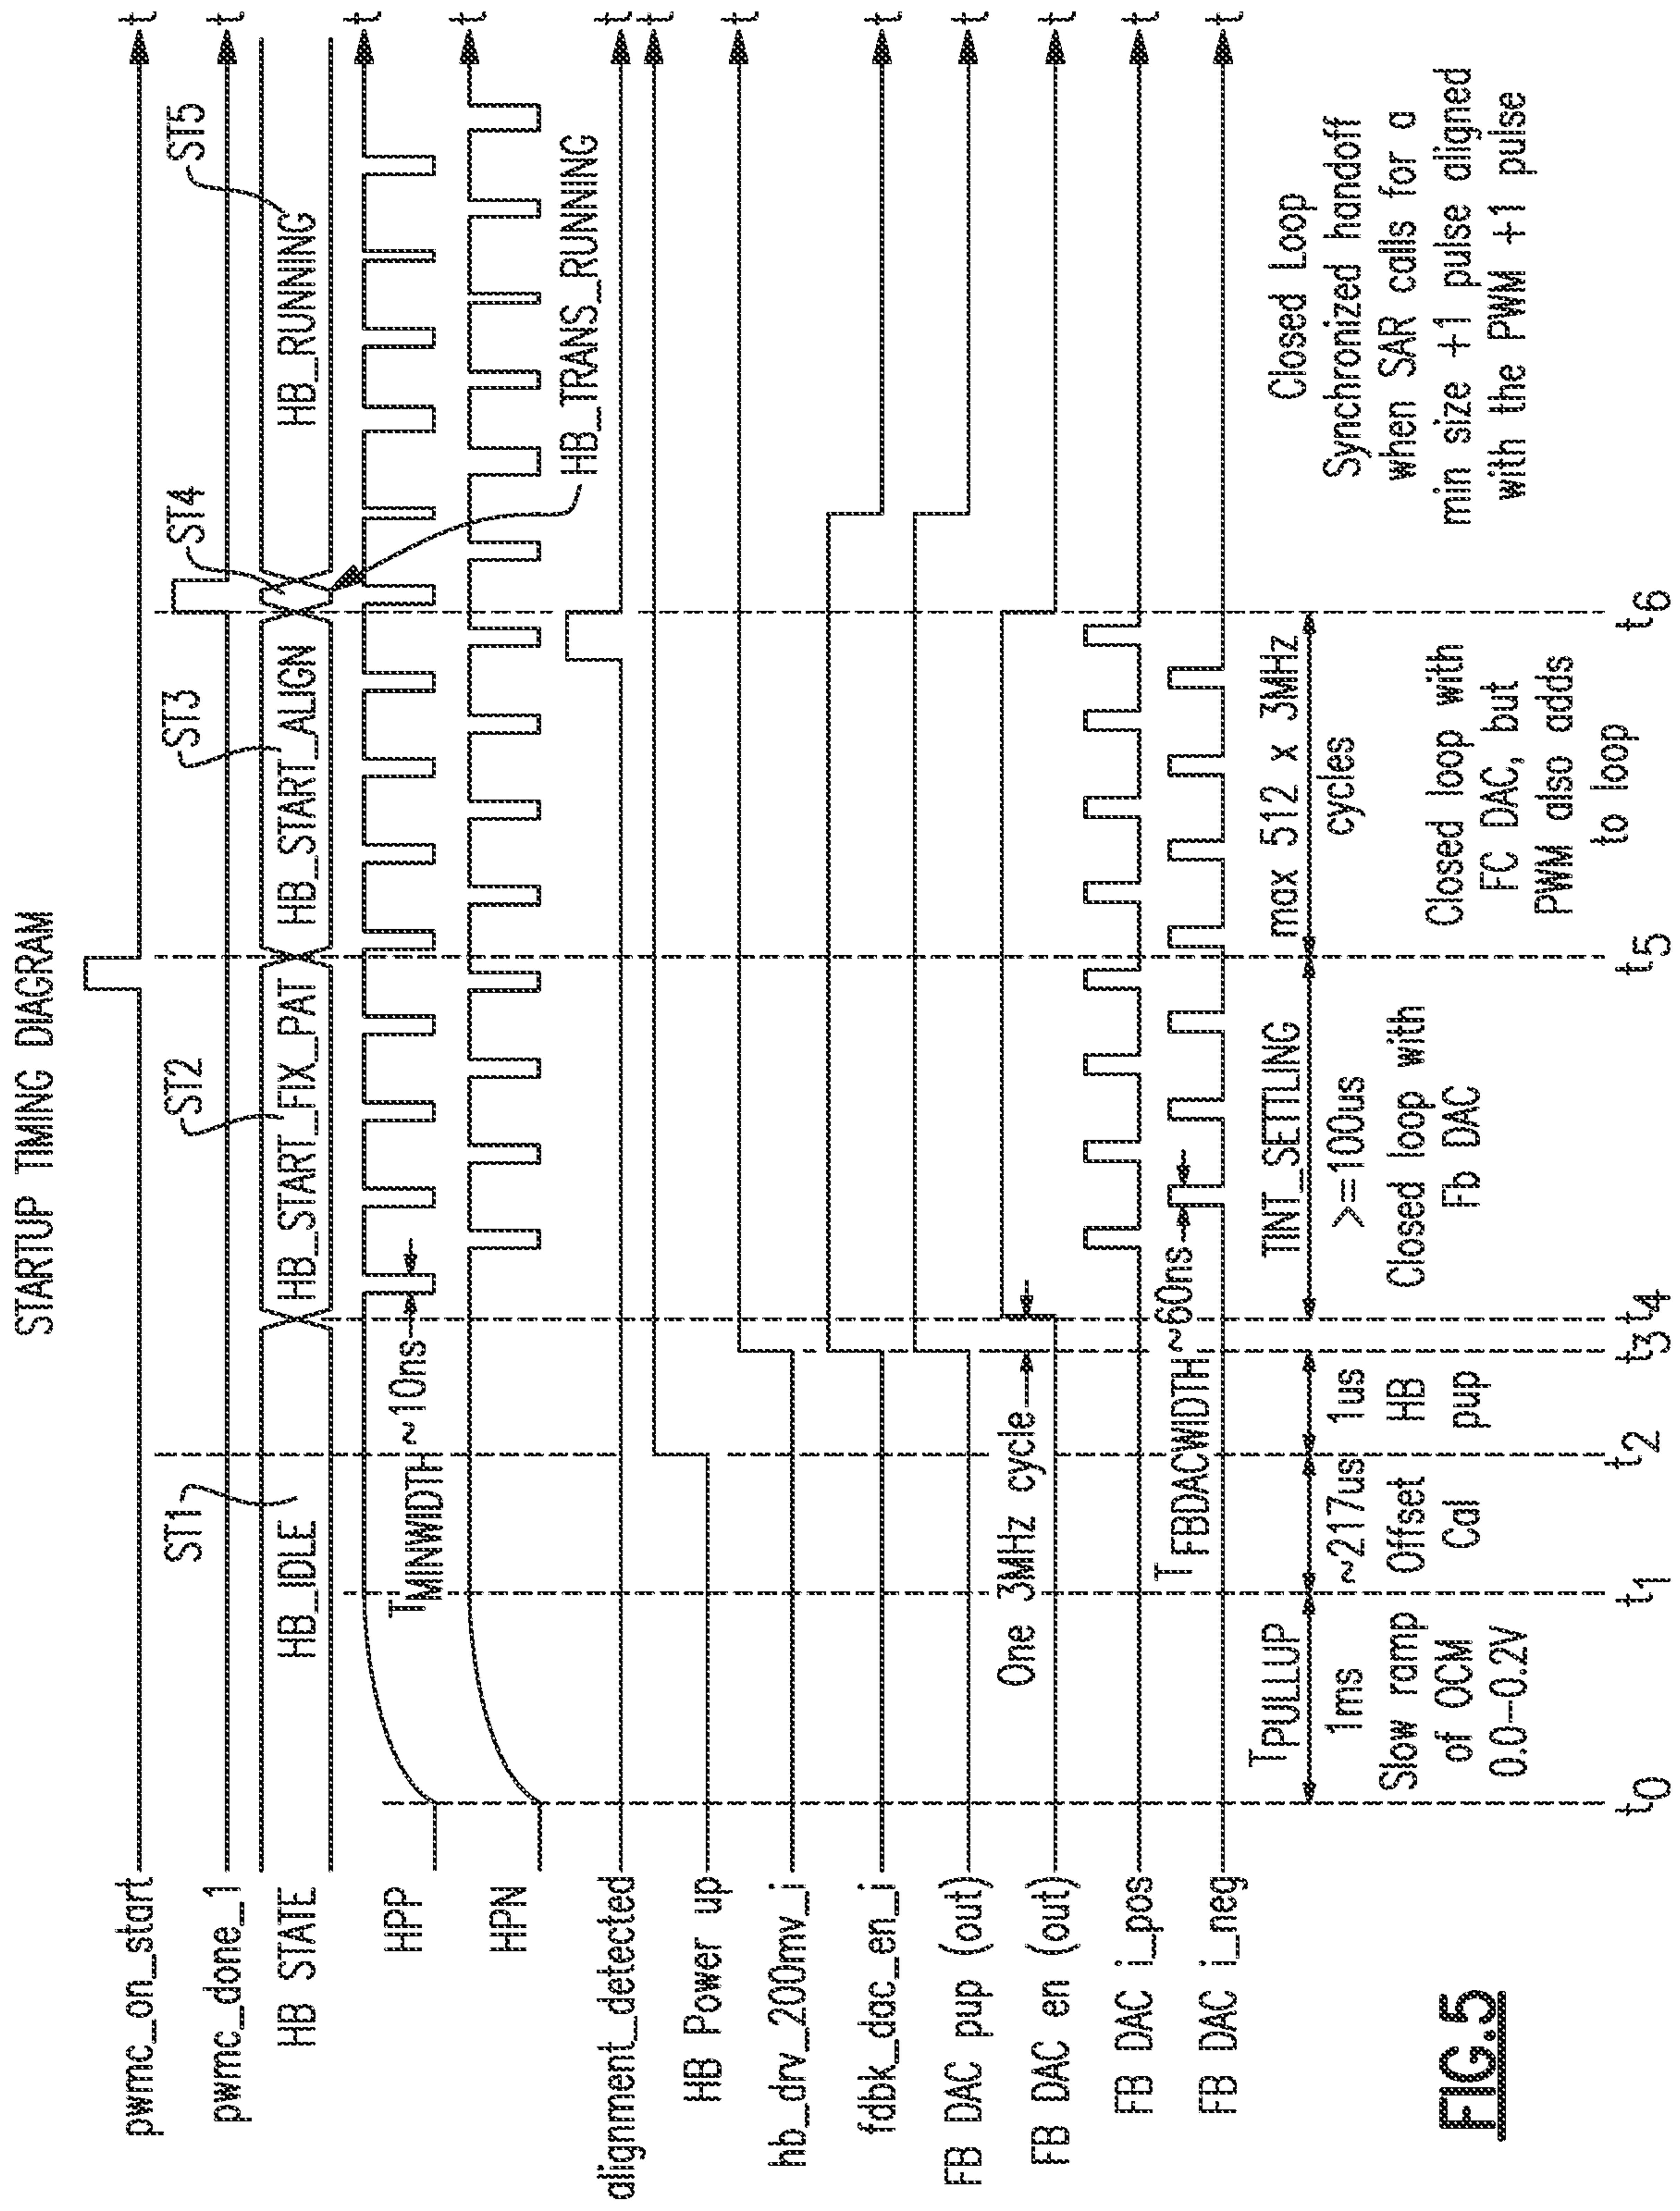 STARTUP TIMING DIAGRAM
pwmc_on_start
t
pwmc_done_1
t
HB STATE
ST1
HB_IDLE
ST2
HB_START_FIX_PAT
ST3
HB_START_ALIGN
ST4
ST5
HB_RUNNING
HB_TRANS_RUNNING
HPP
TMINWIDTH ~10ns
t
HPN
t
alignment_detected
t
HB Power up
t
hb_drv_200mv_i
t
fdbk_dac_en_i
t
FB DAC pup (out)
t
FB DAC en (out)
One 3MHz cycle
t
FB DAC i_pos
t
FB DAC i_neg
TFBDACWIDTH ~60ns
t
TPULLUP
1ms
Slow ramp
of OCM
0.0–0.2V
~217us
Offset
Cal
1us
HB
pup
TINT_SETTLING
>=100us
Closed loop with
Fb DAC
max 512 x 3MHz
cycles
Closed loop with
FC DAC, but
PWM also adds
to loop
Closed Loop
Synchronized handoff
when SAR calls for a
min size +1 pulse aligned
with the PWM +1 pulse
t0
t1
t2
t3
t4
t5
t6
FIG.5